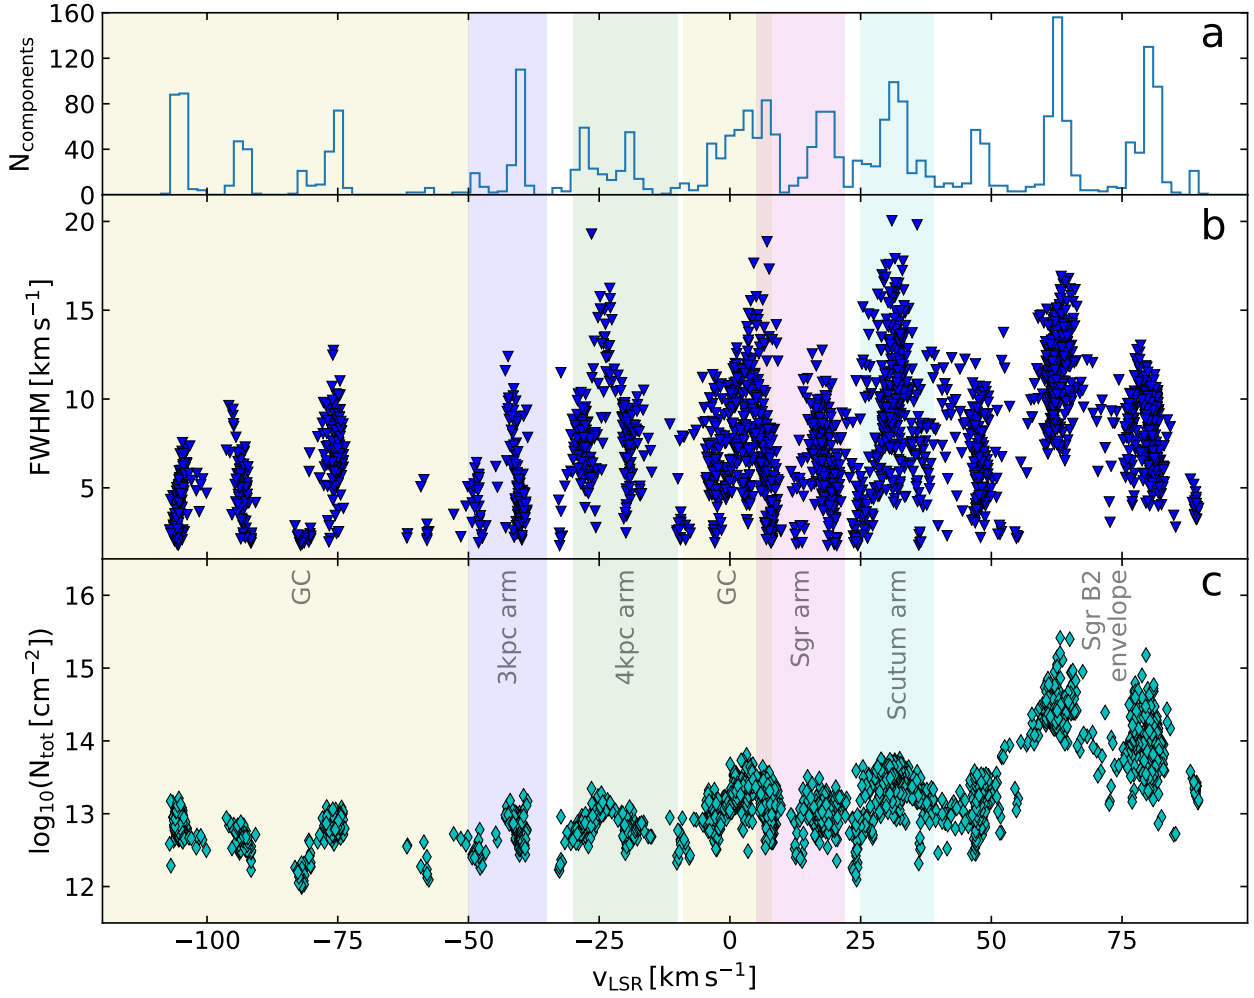 160
120
80
40
0
N_components
a
20
15
10
5
FWHM [km s⁻¹]
b
16
15
14
13
12
log₁₀(N_tot [cm⁻²])
c
GC
3kpc arm
4kpc arm
GC
Sgr arm
Scutum arm
Sgr B2
envelope
−100 −75 −50 −25 0 25 50 75
v_LSR [km s⁻¹]